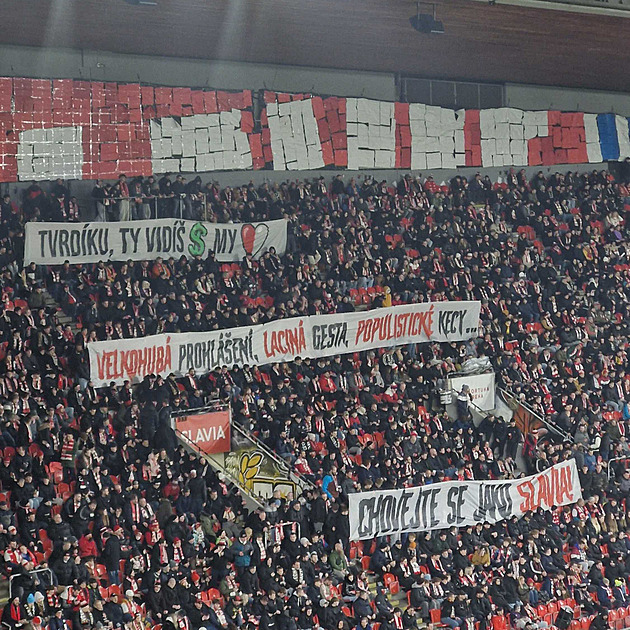 TVRDÍKU, TY VIDÍŠ $ MY
VELKOHUBÁ PROHLÁŠENÍ, LACINÁ GESTA, POPULISTICKÉ KECY...
SLAVIA
CHOVEJTE SE JAKO SLAVIA!